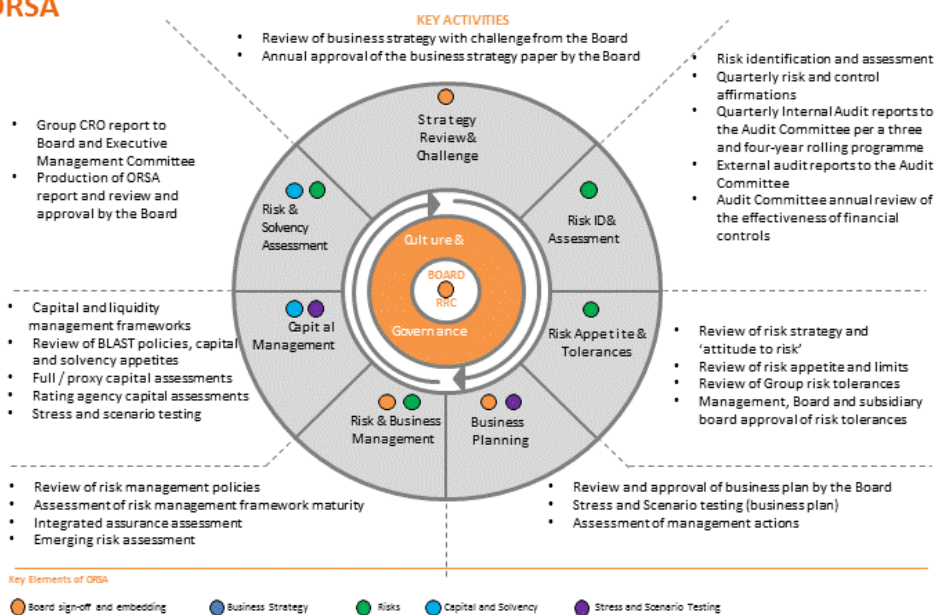 ORSA
KEY ACTIVITIES
• Review of business strategy with challenge from the Board
• Annual approval of the business strategy paper by the Board
• Risk identification and assessment
• Quarterly risk and control
affirmations
• Quarterly Internal Audit reports to
the Audit Committee per a three
and four-year rolling programme
• External audit reports to the Audit
Committee
• Audit Committee annual review of
the effectiveness of financial
controls
• Group CRO report to
Board and Executive
Management Committee
• Production of ORSA
report and review and
approval by the Board
Strategy
Review&
Challenge
Risk &
Solvency
Assessment
Risk ID&
Assessment
Culture &
BOARD
RRC
Governance
Capital
Management
Risk Appetite &
Tolerances
Risk & Business
Management
Business
Planning
• Capital and liquidity
management frameworks
• Review of BLAST policies, capital
and solvency appetites
• Full / proxy capital assessments
• Rating agency capital assessments
• Stress and scenario testing
• Review of risk strategy and
‘attitude to risk’
• Review of risk appetite and limits
• Review of Group risk tolerances
• Management, Board and subsidiary
board approval of risk tolerances
• Review of risk management policies
• Assessment of risk management framework maturity
• Integrated assurance assessment
• Emerging risk assessment
• Review and approval of business plan by the Board
• Stress and Scenario testing (business plan)
• Assessment of management actions
Key Elements of ORSA
Board sign-off and embedding
Business Strategy
Risks
Capital and Solvency
Stress and Scenario Testing